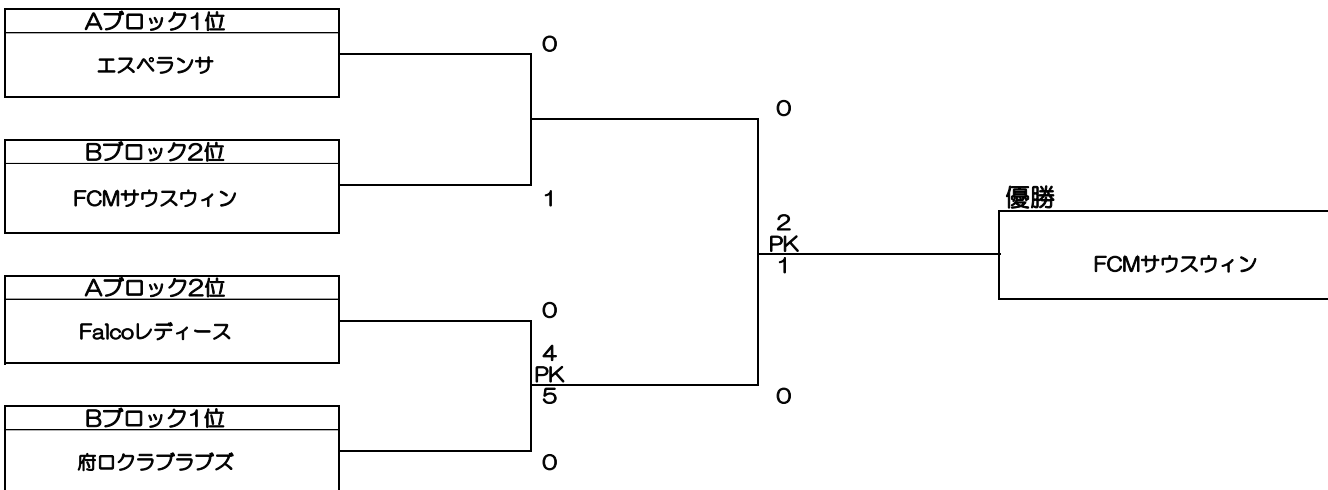 Aブロック1位
エスペランサ
0
Bブロック2位
FCMサウスウィン
1
Aブロック2位
Falcoレディース
0
4
PK
5
Bブロック1位
府ロクラブラブズ
0
0
2
PK
1
0
優勝
FCMサウスウィン